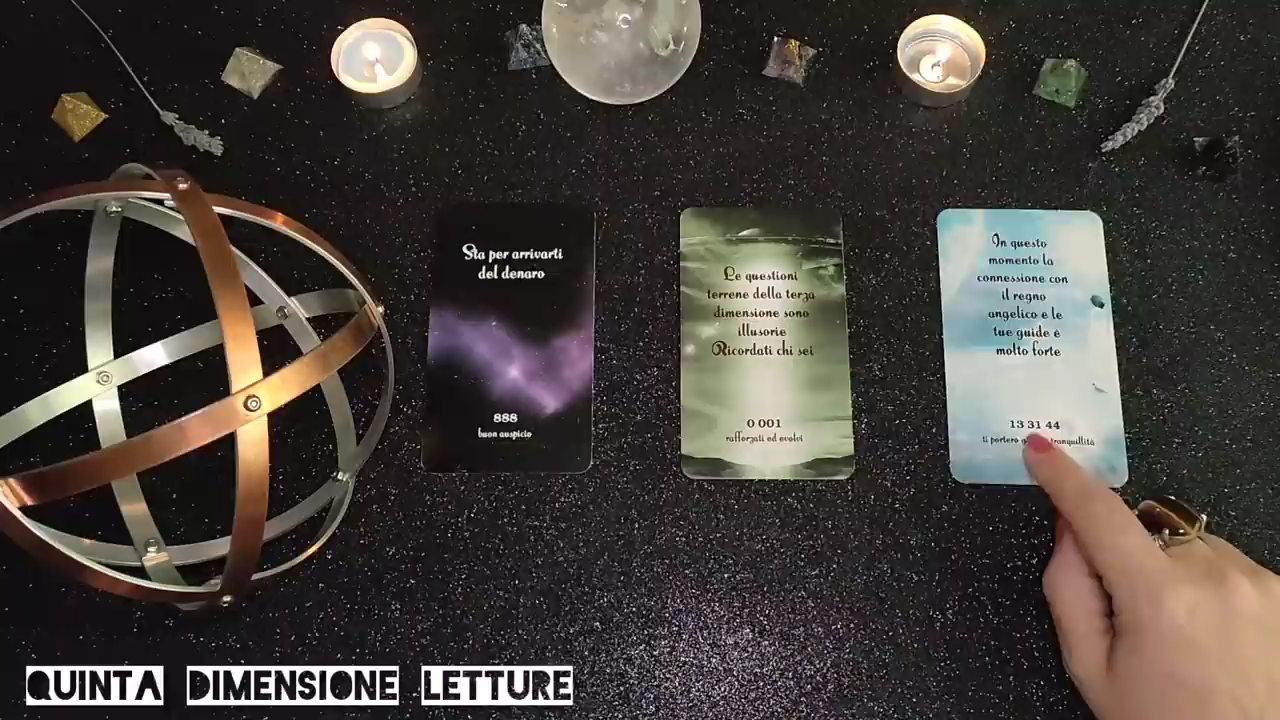 Sta per arrivarti
del denaro
888
buon auspicio
Le questioni
terrene della terza
dimensione sono
illusorie
Ricordati chi sei
0 001
rafforzati ed evolvi
In questo
momento la
connessione con
il regno
angelico e le
tue guide è
molto forte
13 31 44
ti porterò tranquillità
QUINTA DIMENSIONE LETTURE